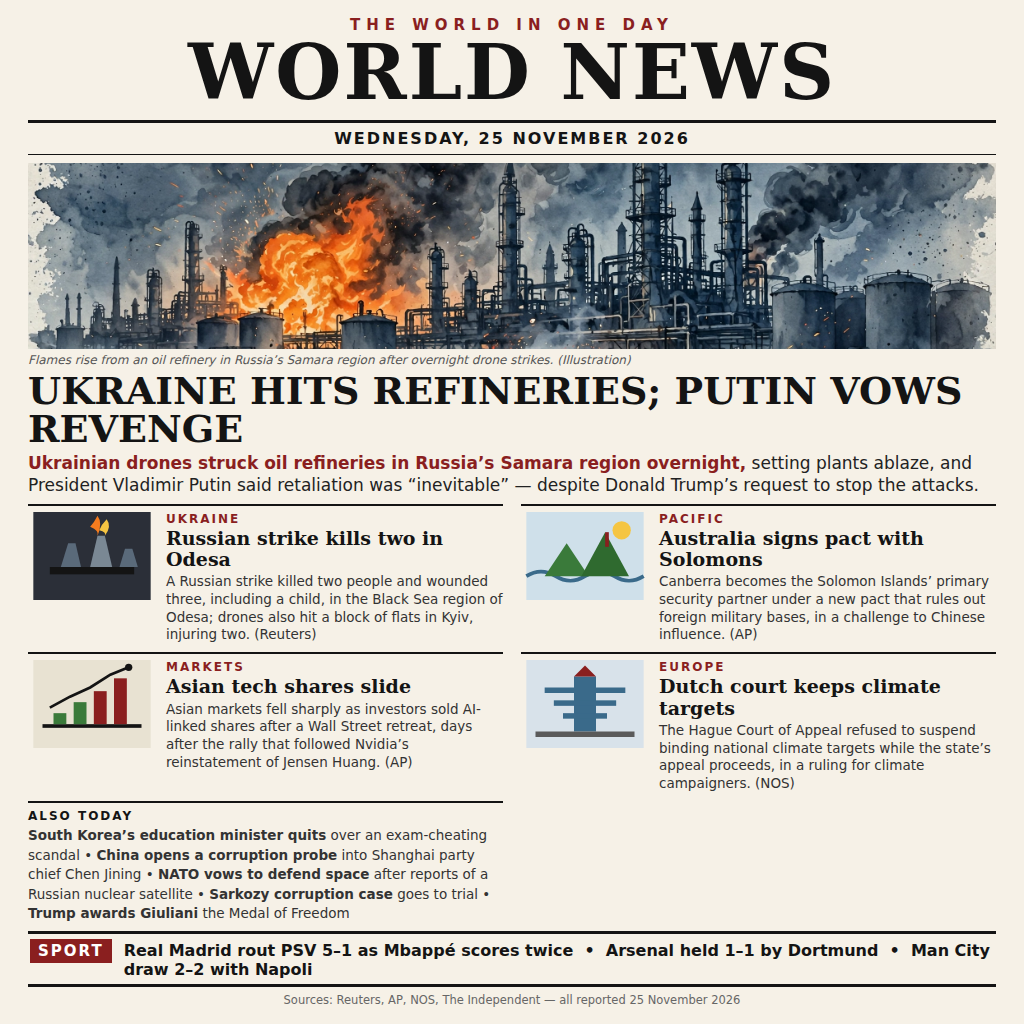 THE WORLD IN ONE DAY
WORLD NEWS
WEDNESDAY, 25 NOVEMBER 2026
Flames rise from an oil refinery in Russia’s Samara region after overnight drone strikes. (Illustration)
UKRAINE HITS REFINERIES; PUTIN VOWS
REVENGE
Ukrainian drones struck oil refineries in Russia’s Samara region overnight, setting plants ablaze, and
President Vladimir Putin said retaliation was “inevitable” — despite Donald Trump’s request to stop the attacks.
UKRAINE
Russian strike kills two in
Odesa
A Russian strike killed two people and wounded
three, including a child, in the Black Sea region of
Odesa; drones also hit a block of flats in Kyiv,
injuring two. (Reuters)
PACIFIC
Australia signs pact with
Solomons
Canberra becomes the Solomon Islands’ primary
security partner under a new pact that rules out
foreign military bases, in a challenge to Chinese
influence. (AP)
MARKETS
Asian tech shares slide
Asian markets fell sharply as investors sold AI-
linked shares after a Wall Street retreat, days
after the rally that followed Nvidia’s
reinstatement of Jensen Huang. (AP)
EUROPE
Dutch court keeps climate
targets
The Hague Court of Appeal refused to suspend
binding national climate targets while the state’s
appeal proceeds, in a ruling for climate
campaigners. (NOS)
ALSO TODAY
South Korea’s education minister quits over an exam-cheating
scandal • China opens a corruption probe into Shanghai party
chief Chen Jining • NATO vows to defend space after reports of a
Russian nuclear satellite • Sarkozy corruption case goes to trial •
Trump awards Giuliani the Medal of Freedom
SPORT
Real Madrid rout PSV 5–1 as Mbappé scores twice • Arsenal held 1–1 by Dortmund • Man City
draw 2–2 with Napoli
Sources: Reuters, AP, NOS, The Independent — all reported 25 November 2026